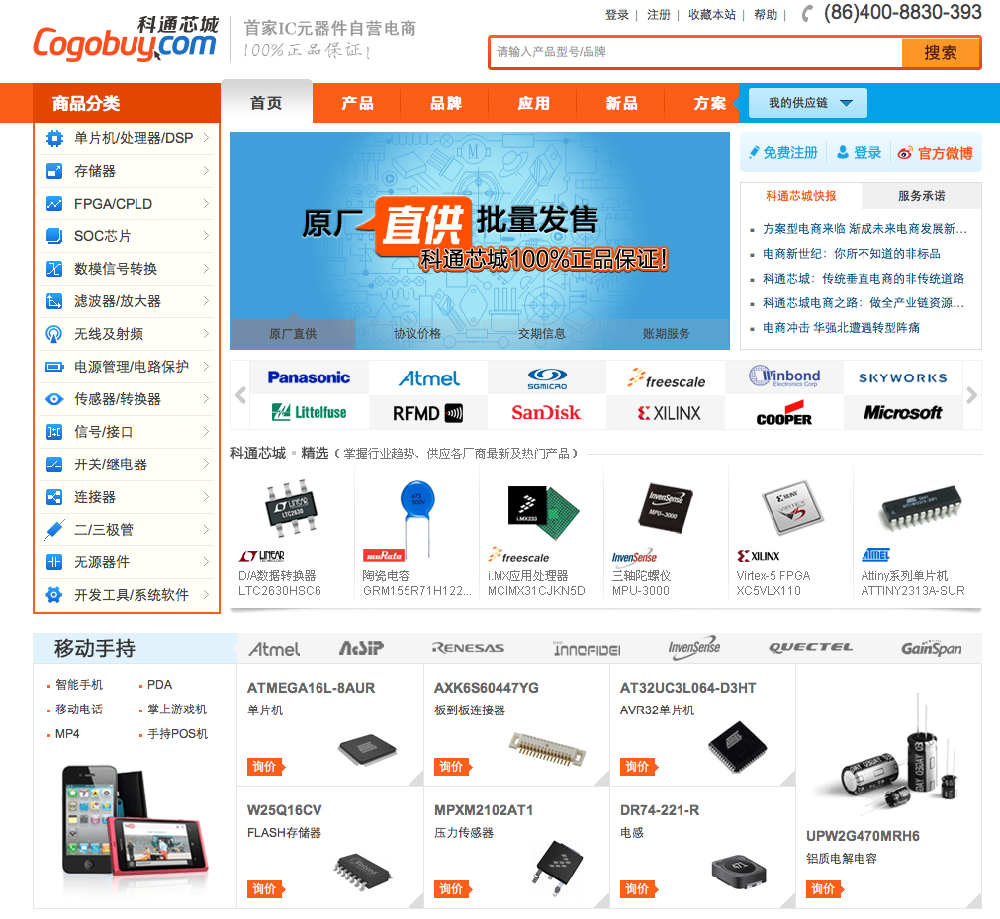 科通芯城
Cogobuy.com
首家IC元器件自营电商
100%正品保证!
登录 | 注册 | 收藏本站 | 帮助 |
(86)400-8830-393
请输入产品型号/品牌
搜索
商品分类
首页
产品
品牌
应用
新品
方案
我的供应链
单片机/处理器/DSP
存储器
FPGA/CPLD
SOC芯片
数模信号转换
滤波器/放大器
无线及射频
电源管理/电路保护
传感器/转换器
信号/接口
开关/继电器
连接器
二/三极管
无源器件
开发工具/系统软件
原厂直供批量发售
科通芯城100%正品保证!
原厂直供
协议价格
交期信息
账期服务
免费注册
登录
官方微博
科通芯城快报
服务承诺
方案型电商来临 渐成未来电商发展新...
电商新世纪：你所不知道的非标品
科通芯城：传统垂直电商的非传统道路
科通芯城电商之路：做全产业链资源...
电商冲击 华强北遭遇转型阵痛
Panasonic
Atmel
SGMICRO
freescale
Winbond
Electronics Corp
SKYWORKS
Littelfuse
RFMD
SanDisk
XILINX
COOPER
Microsoft
科通芯城 ▪ 精选（ 掌握行业趋势、供应各厂商最新及热门产品 ）
LINEAR
LTC2630
LINEAR
D/A数据转换器
LTC2630HSC6
473
500V
muRata
陶瓷电容
GRM155R71H122...
LMX233
freescale
i.MX应用处理器
MCIMX31CJKN5D
InvenSense
MPU-3000
InvenSense
三轴陀螺仪
MPU-3000
XILINX
VIRTEX 5
XILINX
Virtex-5 FPGA
XC5VLX110
ATMEL
Attiny系列单片机
ATTINY2313A-SUR
移动手持
Atmel
AcSiP
RENESAS
INNOFIDEI
InvenSense
QUECTEL
GainSpan
智能手机
PDA
移动电话
掌上游戏机
MP4
手持POS机
ATMEGA16L-8AUR
单片机
询价
AXK6S60447YG
板到板连接器
询价
AT32UC3L064-D3HT
AVR32单片机
询价
W25Q16CV
FLASH存储器
winbond
询价
MPXM2102AT1
压力传感器
询价
DR74-221-R
电感
471
询价
UPW2G470MRH6
铝质电解电容
询价